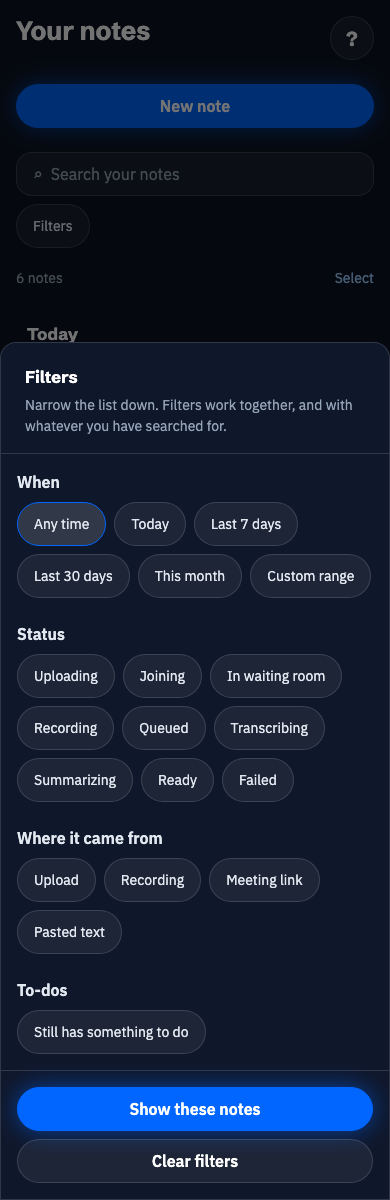 Your notes
?
New note
Search your notes
Filters
6 notes
Select
Today
Filters
Narrow the list down. Filters work together, and with
whatever you have searched for.
When
Any time
Today
Last 7 days
Last 30 days
This month
Custom range
Status
Uploading
Joining
In waiting room
Recording
Queued
Transcribing
Summarizing
Ready
Failed
Where it came from
Upload
Recording
Meeting link
Pasted text
To-dos
Still has something to do
Show these notes
Clear filters